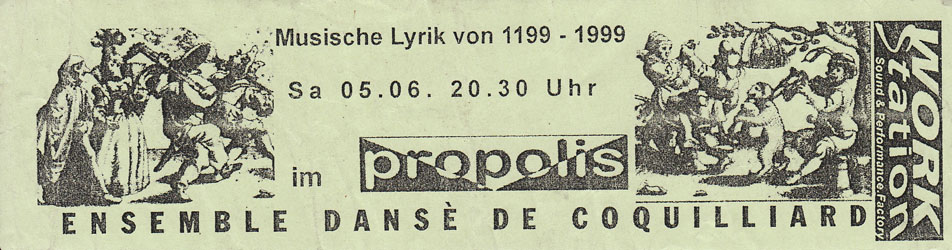 Musische Lyrik von 1199 - 1999
Sa 05.06. 20.30 Uhr
im propolis
ENSEMBLE DANSÈ DE COQUILLIARD
WORK
Station
Sound & Performance.Factory